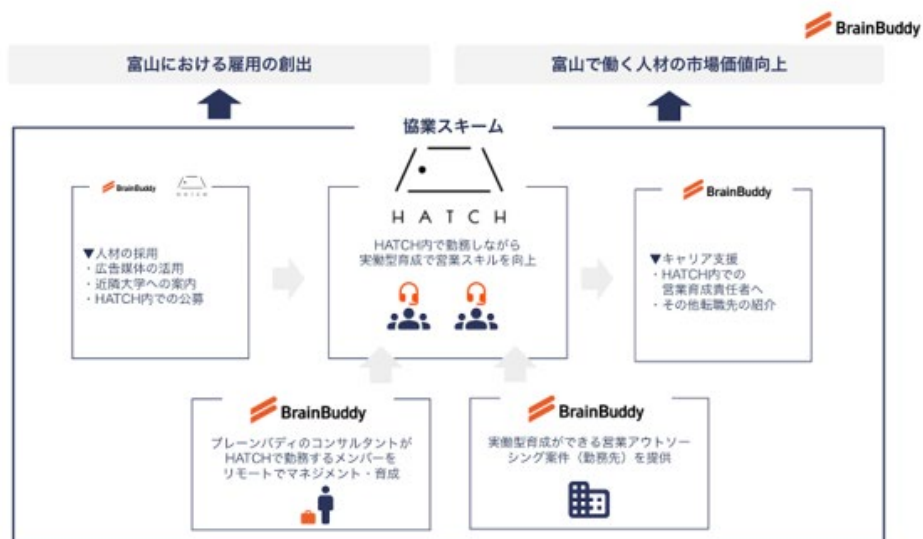 BrainBuddy
富山における雇用の創出
富山で働く人材の市場価値向上
協業スキーム
BrainBuddy
HATCH
▼人材の採用
・広告媒体の活用
・近隣大学への案内
・HATCH内での公募
HATCH
HATCH内で勤務しながら
実働型育成で営業スキルを向上
BrainBuddy
▼キャリア支援
・HATCH内での
営業育成責任者へ
・その他転職先の紹介
BrainBuddy
ブレーンバディのコンサルタントが
HATCHで勤務するメンバーを
リモートでマネジメント・育成
BrainBuddy
実働型育成ができる営業アウトソー
シング案件（勤務先）を提供